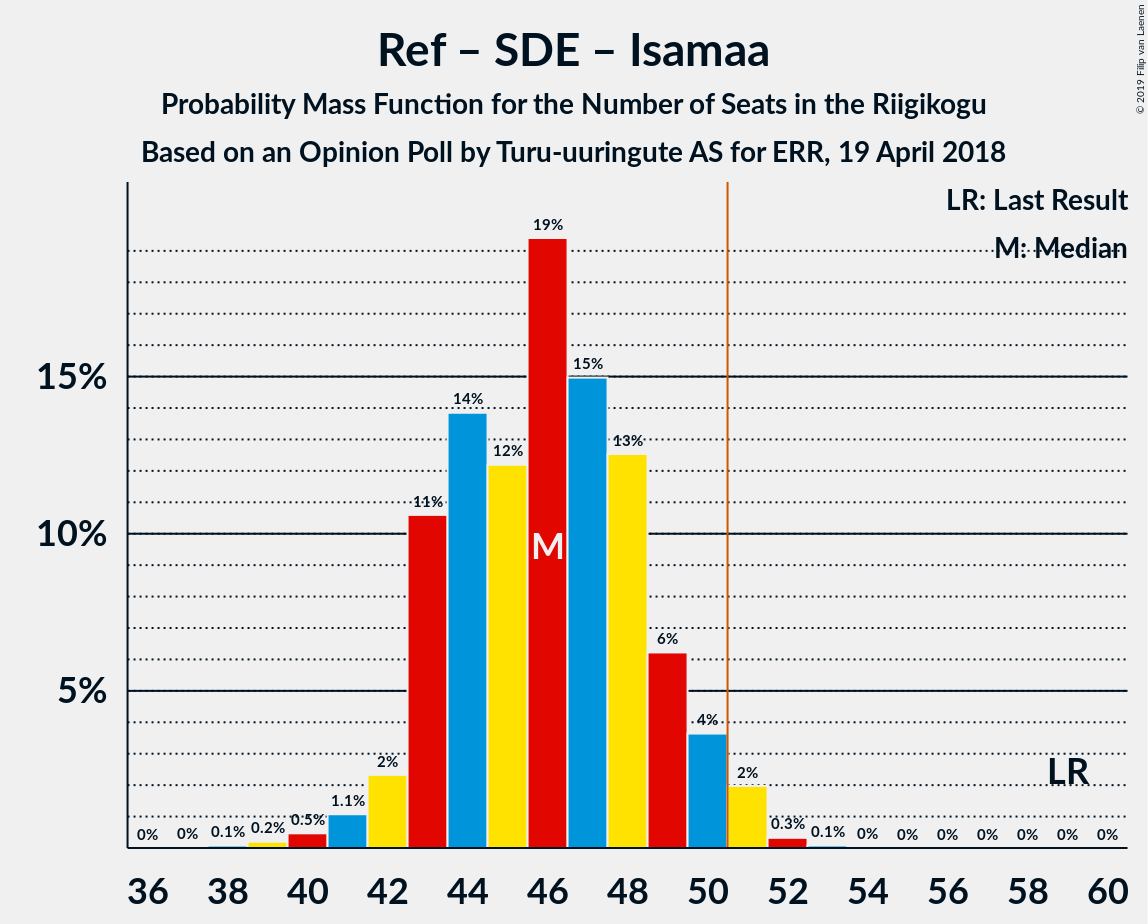 Ref – SDE – Isamaa
Probability Mass Function for the Number of Seats in the Riigikogu
Based on an Opinion Poll by Turu-uuringute AS for ERR, 19 April 2018
© 2019 Filip van Laenen
LR: Last Result
M: Median
19%
15%
15%
14%
13%
12%
11%
10%
M
6%
5%
4%
2%
2%
LR
1.1%
0.5%
0.3%
0.2%
0% 0% 0.1% 0.1% 0% 0% 0% 0% 0% 0% 0%
36 38 40 42 44 46 48 50 52 54 56 58 60